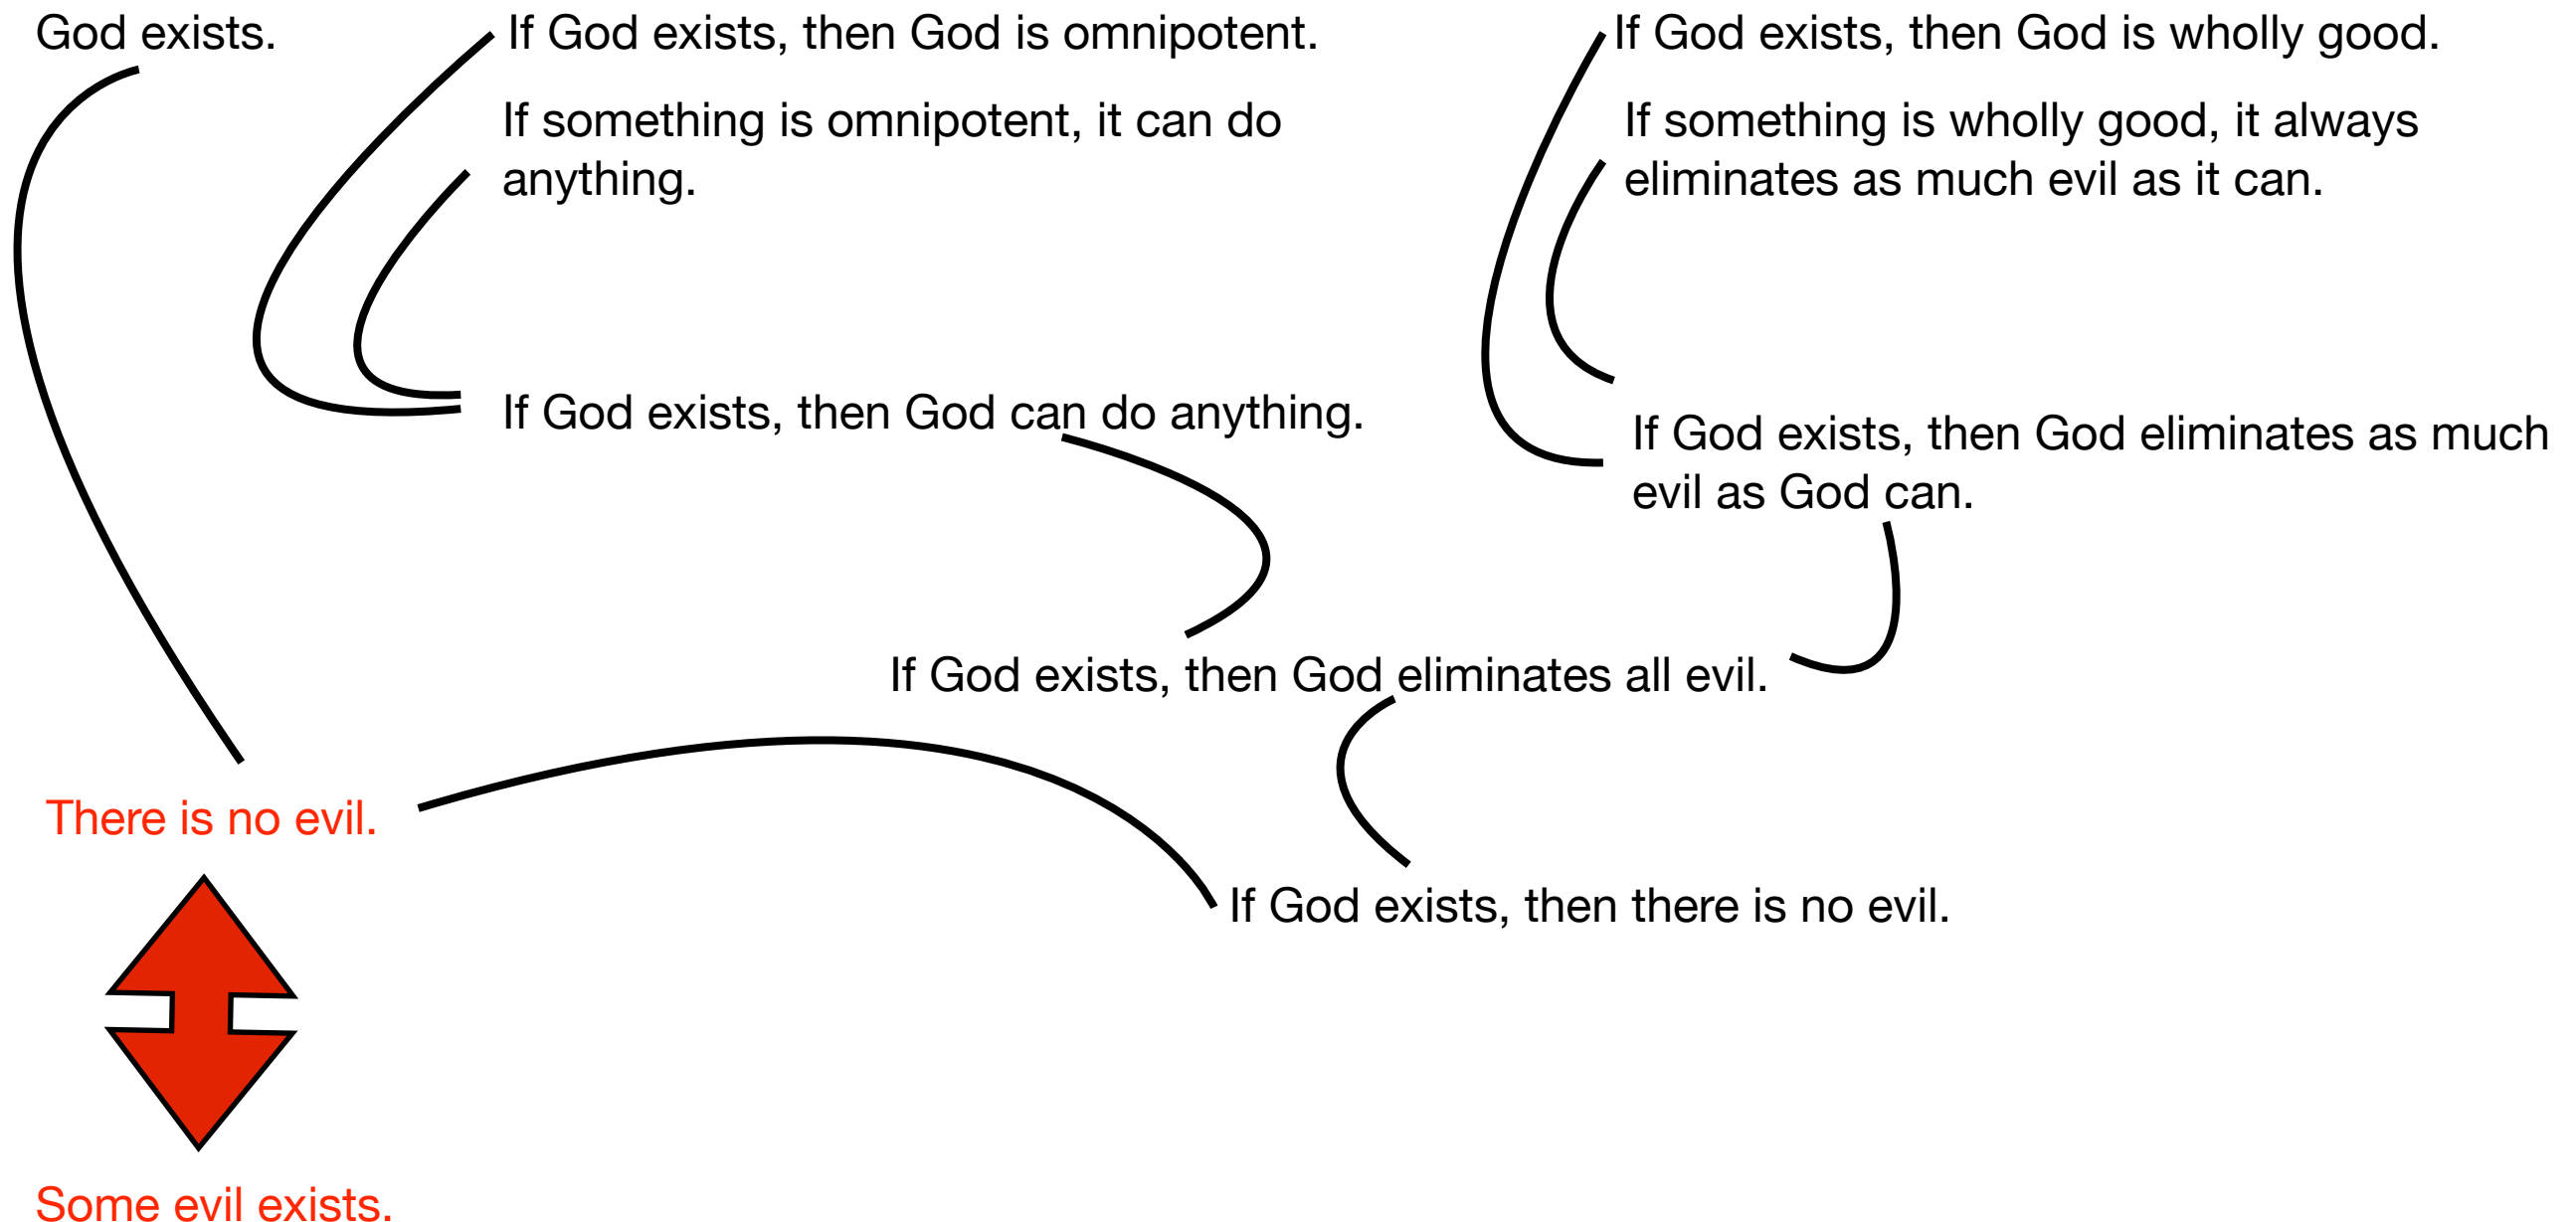 God exists.
If God exists, then God is omnipotent.
If God exists, then God is wholly good.
If something is omnipotent, it can do
anything.
If something is wholly good, it always
eliminates as much evil as it can.
If God exists, then God can do anything.
If God exists, then God eliminates as much
evil as God can.
If God exists, then God eliminates all evil.
There is no evil.
If God exists, then there is no evil.
Some evil exists.